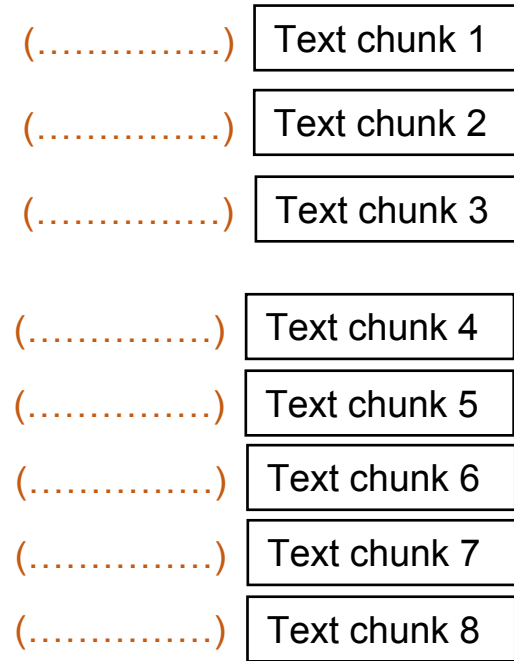 (...............) Text chunk 1
(...............) Text chunk 2
(...............) Text chunk 3
(...............) Text chunk 4
(...............) Text chunk 5
(...............) Text chunk 6
(...............) Text chunk 7
(...............) Text chunk 8